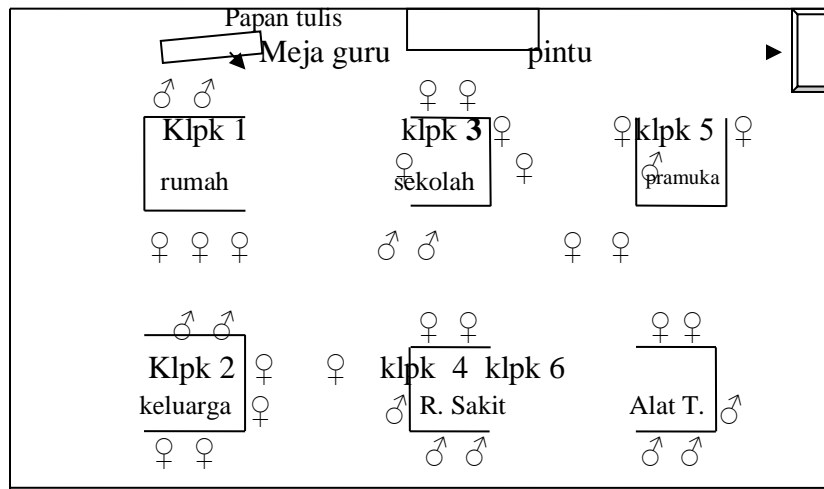 Papan tulis
Meja guru pintu
Klpk 1 klpk 3 klpk 5
rumah sekolah pramuka
Klpk 2 klpk 4 klpk 6
keluarga R. Sakit Alat T.